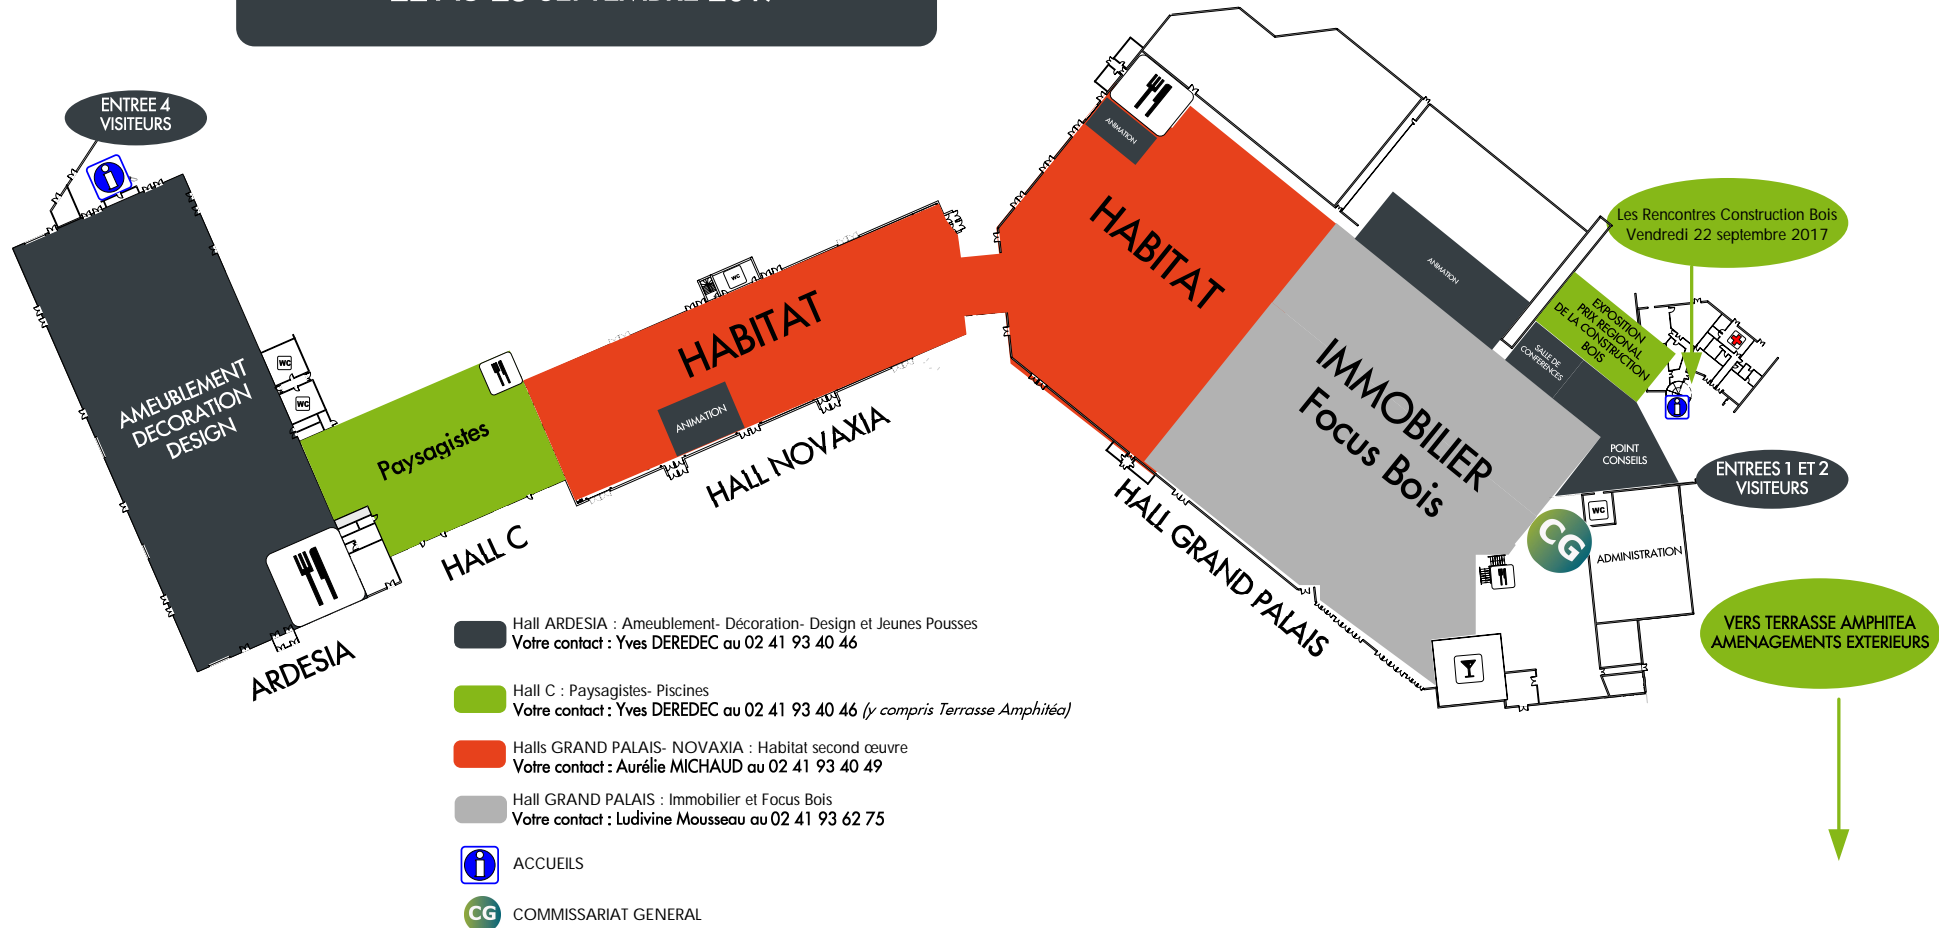 ENTREE 4
VISITEURS
ANIMATION
HABITAT
Les Rencontres Construction Bois
Vendredi 22 septembre 2017
ANIMATION
EXPOSITION
PRIX REGIONAL
DE LA CONSTRUCTION
BOIS
SALLE DE
CONFERENCES
WC
HABITAT
WC
WC
AMEUBLEMENT
DECORATION
DESIGN
Paysagistes
ANIMATION
HALL NOVAXIA
HALL C
ARDESIA
IMMOBILIER
Focus Bois
HALL GRAND PALAIS
POINT
CONSEILS
ENTREES 1 ET 2
VISITEURS
WC
CG
ADMINISTRATION
VERS TERRASSE AMPHITEA
AMENAGEMENTS EXTERIEURS
Hall ARDESIA : Ameublement- Décoration- Design et Jeunes Pousses
Votre contact : Yves DEREDEC au 02 41 93 40 46
Hall C : Paysagistes- Piscines
Votre contact : Yves DEREDEC au 02 41 93 40 46 (y compris Terrasse Amphitéa)
Halls GRAND PALAIS- NOVAXIA : Habitat second œuvre
Votre contact : Aurélie MICHAUD au 02 41 93 40 49
Hall GRAND PALAIS : Immobilier et Focus Bois
Votre contact : Ludivine Mousseau au 02 41 93 62 75
i ACCUEILS
CG COMMISSARIAT GENERAL